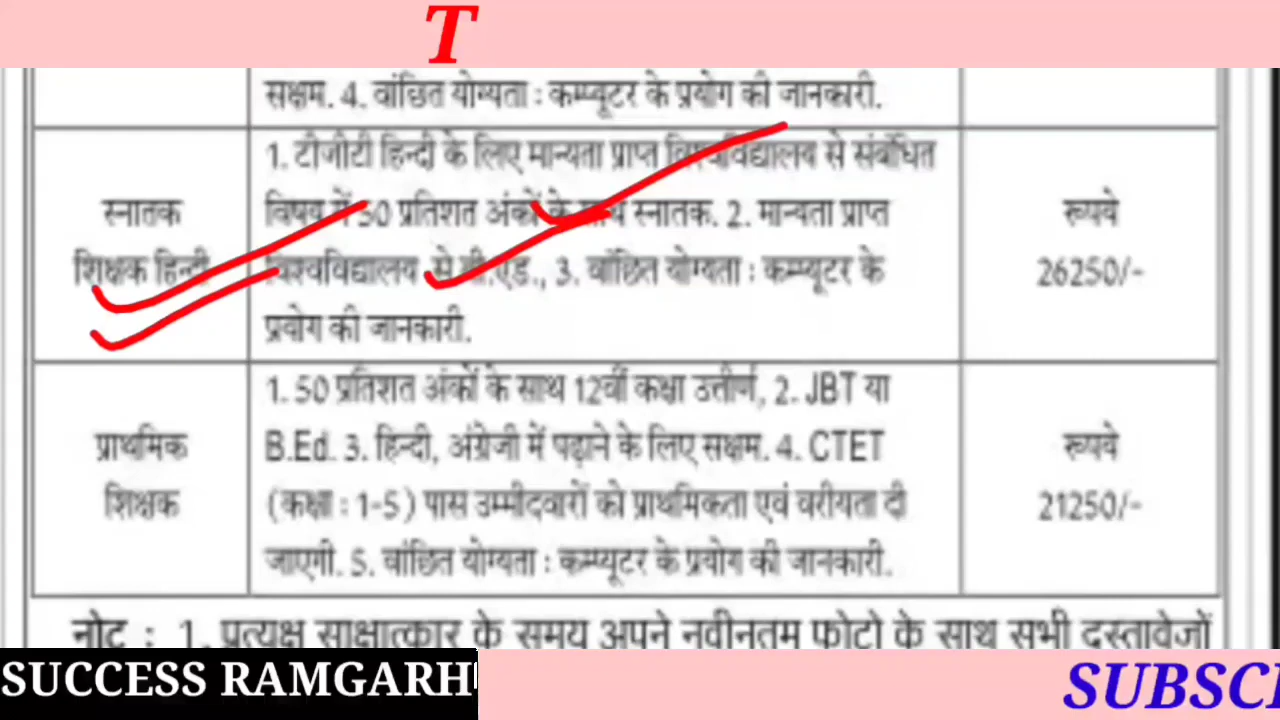 T
सक्षम. 4. वांछित योग्यता : कम्प्यूटर के प्रयोग की जानकारी.
स्नातक
शिक्षक हिन्दी
1. टीजीटी हिन्दी के लिए मान्यता प्राप्त विश्वविद्यालय से संबंधित
विषय में 50 प्रतिशत अंकों के साथ स्नातक. 2. मान्यता प्राप्त
विश्वविद्यालय से बी.एड., 3. वांछित योग्यता : कम्प्यूटर के
प्रयोग की जानकारी.
रूपये
26250/-
प्राथमिक
शिक्षक
1. 50 प्रतिशत अंकों के साथ 12वीं कक्षा उत्तीर्ण, 2. JBT या
B.Ed. 3. हिन्दी, अंग्रेजी में पढ़ाने के लिए सक्षम. 4. CTET
(कक्षा : 1-5) पास उम्मीदवारों को प्राथमिकता एवं वरीयता दी
जाएगी. 5. वांछित योग्यता : कम्प्यूटर के प्रयोग की जानकारी.
रूपये
21250/-
नोट : 1. प्रत्यक्ष साक्षात्कार के समय अपने नवीनतम फोटो के साथ सभी दस्तावेजों
SUCCESS RAMGARH
SUBSCI